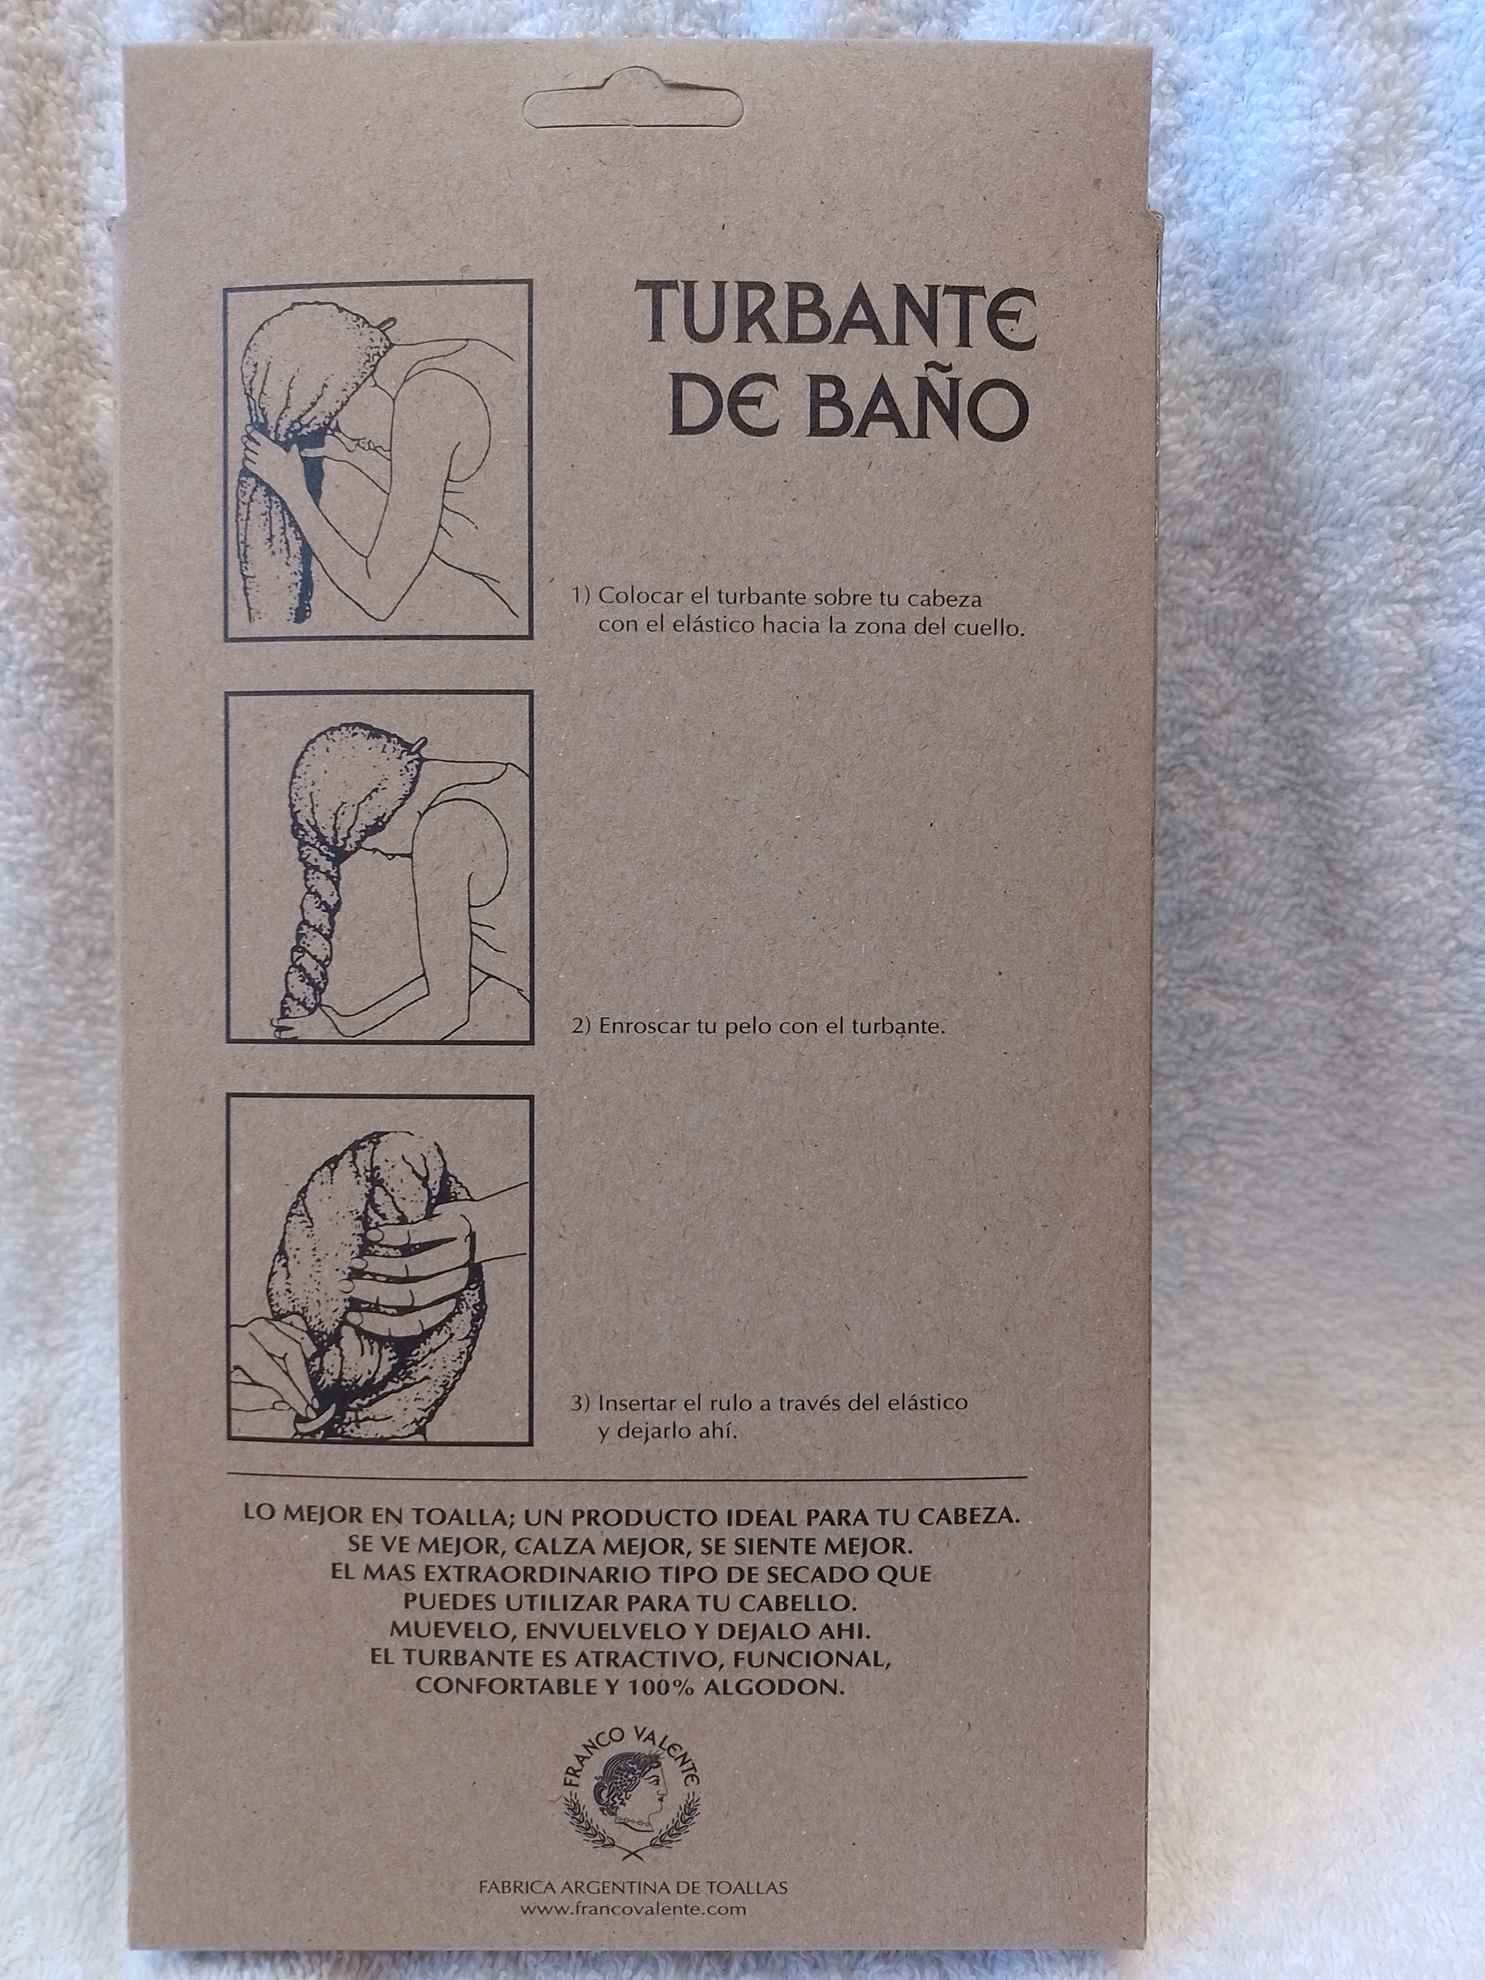 TURBANTE
DE BAÑO
1) Colocar el turbante sobre tu cabeza
con el elástico hacia la zona del cuello.
2) Enroscar tu pelo con el turbante.
3) Insertar el rulo a través del elástico
y dejarlo ahí.
LO MEJOR EN TOALLA; UN PRODUCTO IDEAL PARA TU CABEZA.
SE VE MEJOR, CALZA MEJOR, SE SIENTE MEJOR.
EL MAS EXTRAORDINARIO TIPO DE SECADO QUE
PUEDES UTILIZAR PARA TU CABELLO.
MUEVELO, ENVUELVELO Y DEJALO AHI.
EL TURBANTE ES ATRACTIVO, FUNCIONAL,
CONFORTABLE Y 100% ALGODON.
FRANCO VALENTE
FABRICA ARGENTINA DE TOALLAS
www.francovalente.com